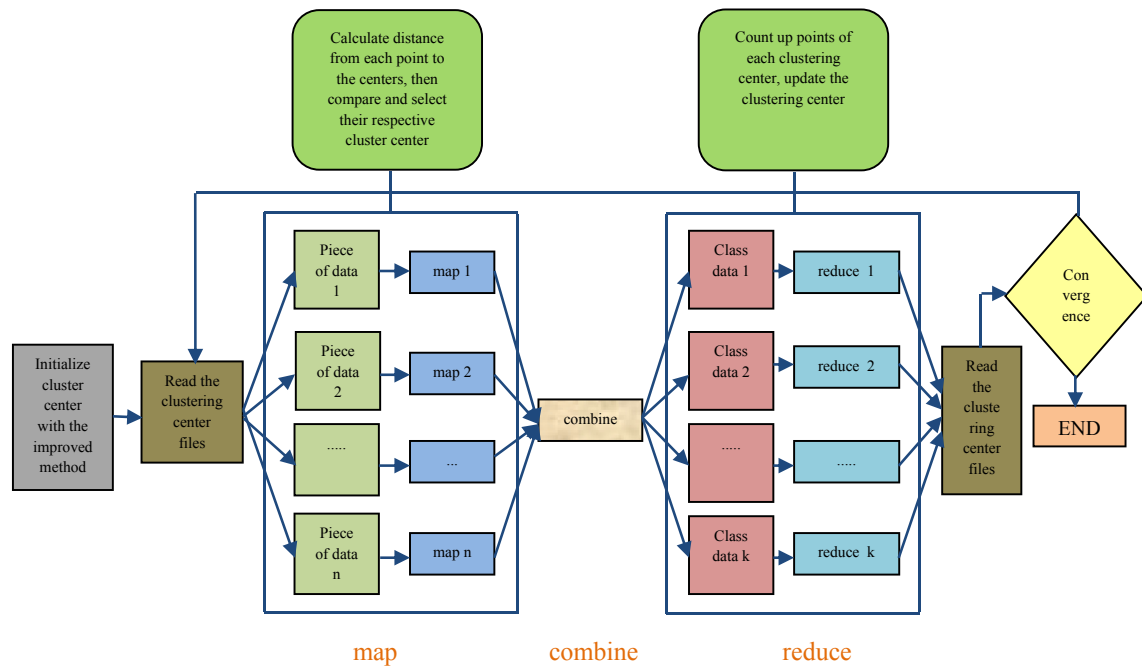 Calculate distance
from each point to
the centers, then
compare and select
their respective
cluster center
Count up points of
each clustering
center, update the
clustering center
Initialize
cluster
center
with the
improved
method
Read the
clustering
center
files
Piece
of data
1
map 1
Piece
of data
2
map 2
.....
...
Piece
of data
n
map n
combine
Class
data 1
reduce 1
Class
data 2
reduce 2
.....
.....
Class
data k
reduce k
Read
the
cluste
ring
center
files
Con
verg
ence
END
map
combine
reduce